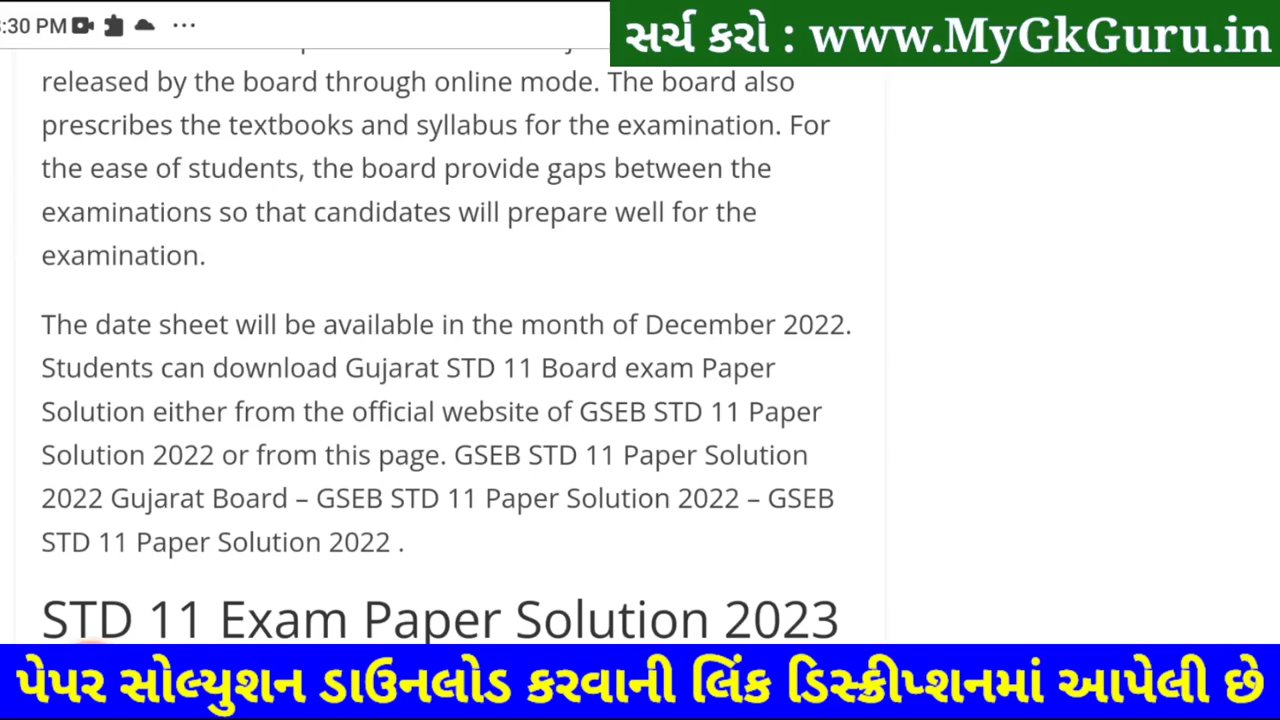 :30 PM
સર્ચ કરો : www.MyGkGuru.in
released by the board through online mode. The board also
prescribes the textbooks and syllabus for the examination. For
the ease of students, the board provide gaps between the
examinations so that candidates will prepare well for the
examination.
The date sheet will be available in the month of December 2022.
Students can download Gujarat STD 11 Board exam Paper
Solution either from the official website of GSEB STD 11 Paper
Solution 2022 or from this page. GSEB STD 11 Paper Solution
2022 Gujarat Board – GSEB STD 11 Paper Solution 2022 – GSEB
STD 11 Paper Solution 2022 .
STD 11 Exam Paper Solution 2023
પેપર સોલ્યુશન ડાઉનલોડ કરવાની લિંક ડિસ્ક્રીપ્શનમાં આપેલી છે